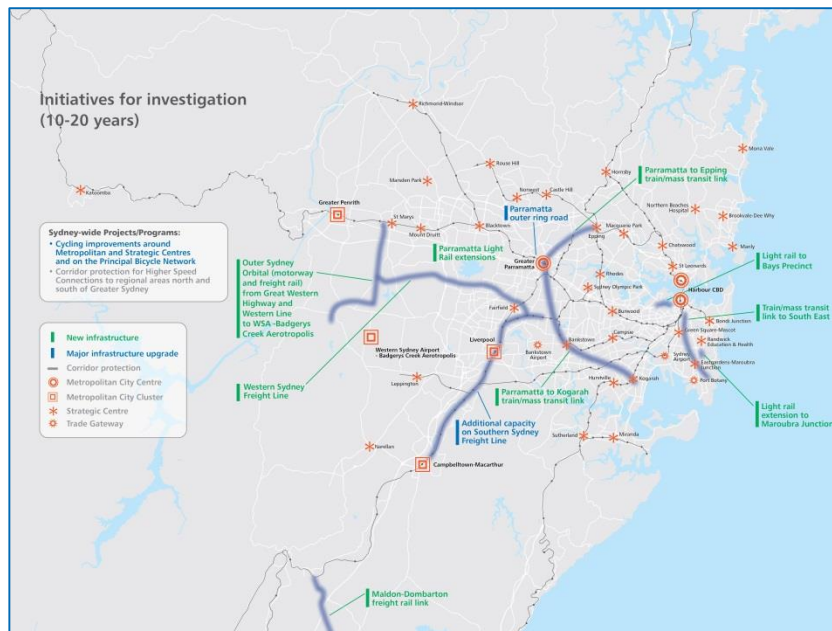 Initiatives for investigation
(10-20 years)
Sydney-wide Projects/Programs:
Cycling improvements around
Metropolitan and Strategic Centres
and on the Principal Bicycle Network
Corridor protection for Higher Speed
Connections to regional areas north and
south of Greater Sydney
New infrastructure
Major infrastructure upgrade
Corridor protection
Metropolitan City Centre
Metropolitan City Cluster
Strategic Centre
Trade Gateway
Richmond-Windsor
Katoomba
Greater Penrith
St Marys
Mount Druitt
Marsden Park
Rouse Hill
Blacktown
Norwest
Castle Hill
Hornsby
Mona Vale
Parramatta to Epping
train/mass transit link
Parramatta
outer ring road
Parramatta Light
Rail extensions
Greater
Parramatta
Epping
Macquarie Park
Northern Beaches
Hospital
Brookvale-Dee Why
Chatswood
Manly
St Leonards
Light rail to
Bays Precinct
Harbour CBD
Rhodes
Sydney Olympic Park
Burwood
Train/mass transit
link to South East
Bondi Junction
Green Square-Mascot
Randwick
Education & Health
Campsie
Bankstown
Bankstown
Airport
Fairfield
Liverpool
Outer Sydney
Orbital (motorway
and freight rail)
from Great Western
Highway and
Western Line
to WSA -Badgerys
Creek Aerotropolis
Western Sydney Airport
- Badgerys Creek Aerotropolis
Western Sydney
Freight Line
Leppington
Narellan
Campbelltown-Macarthur
Additional capacity
on Southern Sydney
Freight Line
Parramatta to Kogarah
train/mass transit link
Hurstville
Kogarah
Sydney
Airport
Eastgardens-Maroubra
Junction
Port Botany
Light rail
extension to
Maroubra Junction
Sutherland
Miranda
Maldon-Dombarton
freight rail link